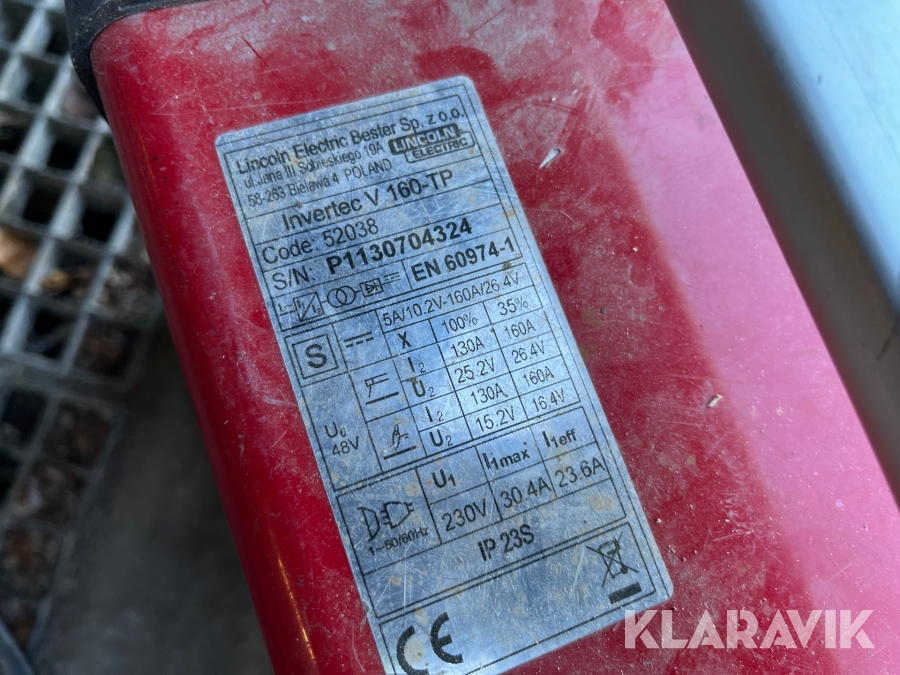 Lincoln Electric Bester Sp. z o.o.
ul. Jana III Sobieskiego 19A
58-263 Bielawa 4 POLAND
LINCOLN
ELECTRIC
Invertec V 160-TP
Code: 52038
S/N: P1130704324
EN 60974-1
5A/10.2V-160A/26.4V
S X 100% 35%
I2 130A 160A
U2 25.2V 26.4V
I2 130A 160A
U2 15.2V 16.4V
U0
48V
U1 I1max I1eff
230V 30.4A 23.6A
1~50/60Hz
IP 23S
CE
KLARAVIK